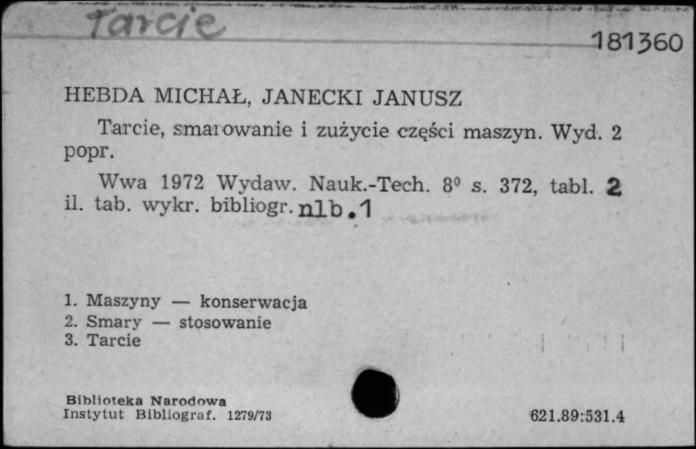 Tarcie
181360
HEBDA MICHAŁ, JANECKI JANUSZ
Tarcie, smarowanie i zużycie części maszyn. Wyd. 2
popr.
Wwa 1972 Wydaw. Nauk.-Tech. 8⁰ s. 372, tabl. 2
il. tab. wykr. bibliogr. nlb.1
1. Maszyny — konserwacja
2. Smary — stosowanie
3. Tarcie
Biblioteka Narodowa
Instytut Bibliograf. 1279/73
621.89:531.4